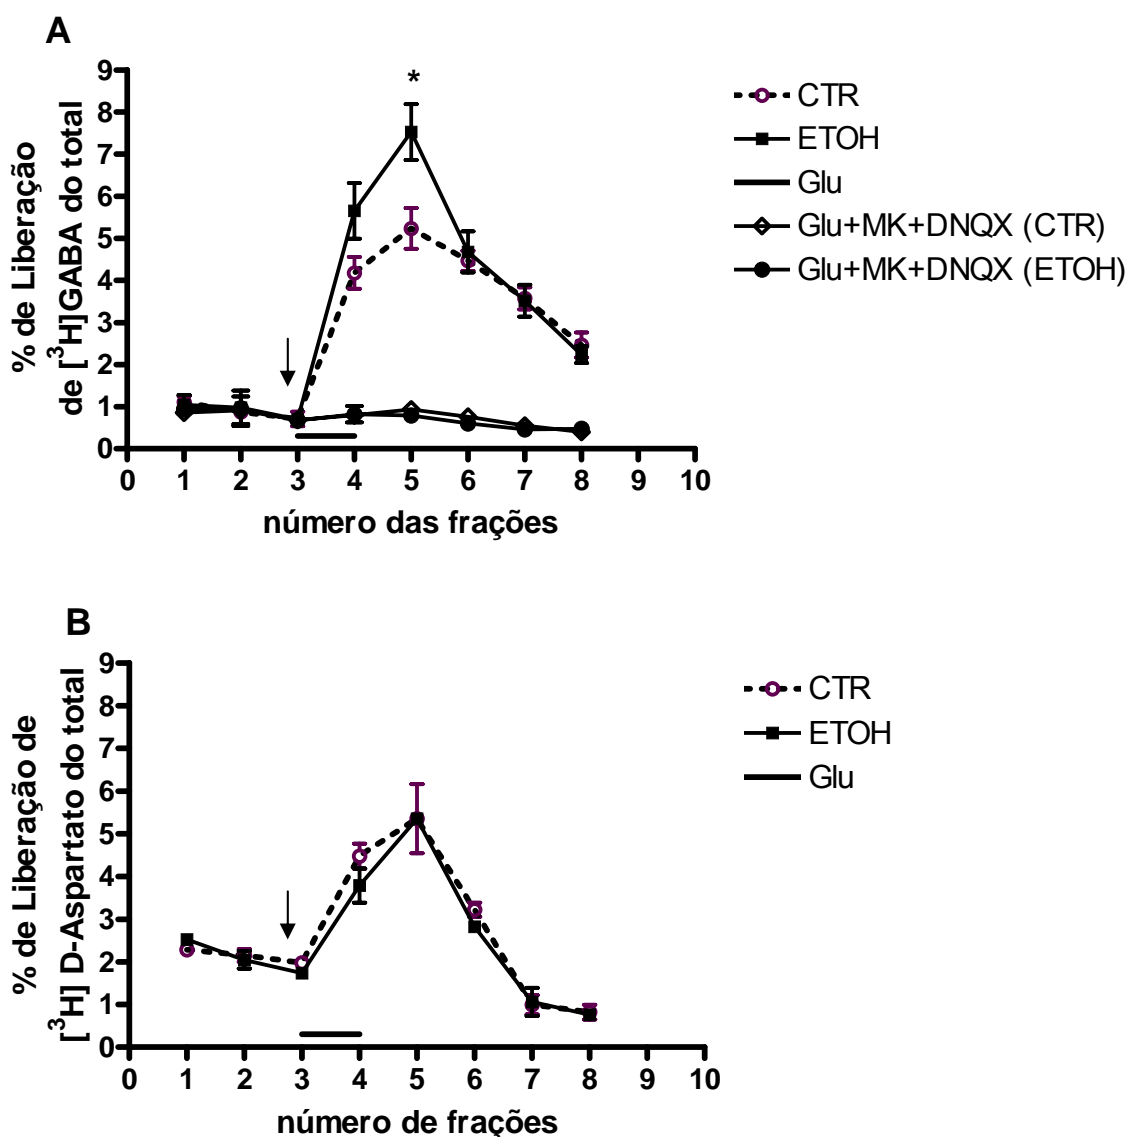 A
% de Liberação
de [³H]GABA do total
9
8
7
6
5
4
3
2
1
0
*
0 1 2 3 4 5 6 7 8 9 10
número das frações
CTR
ETOH
Glu
Glu+MK+DNQX (CTR)
Glu+MK+DNQX (ETOH)
B
% de Liberação de
[³H] D-Aspartato do total
9
8
7
6
5
4
3
2
1
0
0 1 2 3 4 5 6 7 8 9 10
número de frações
CTR
ETOH
Glu